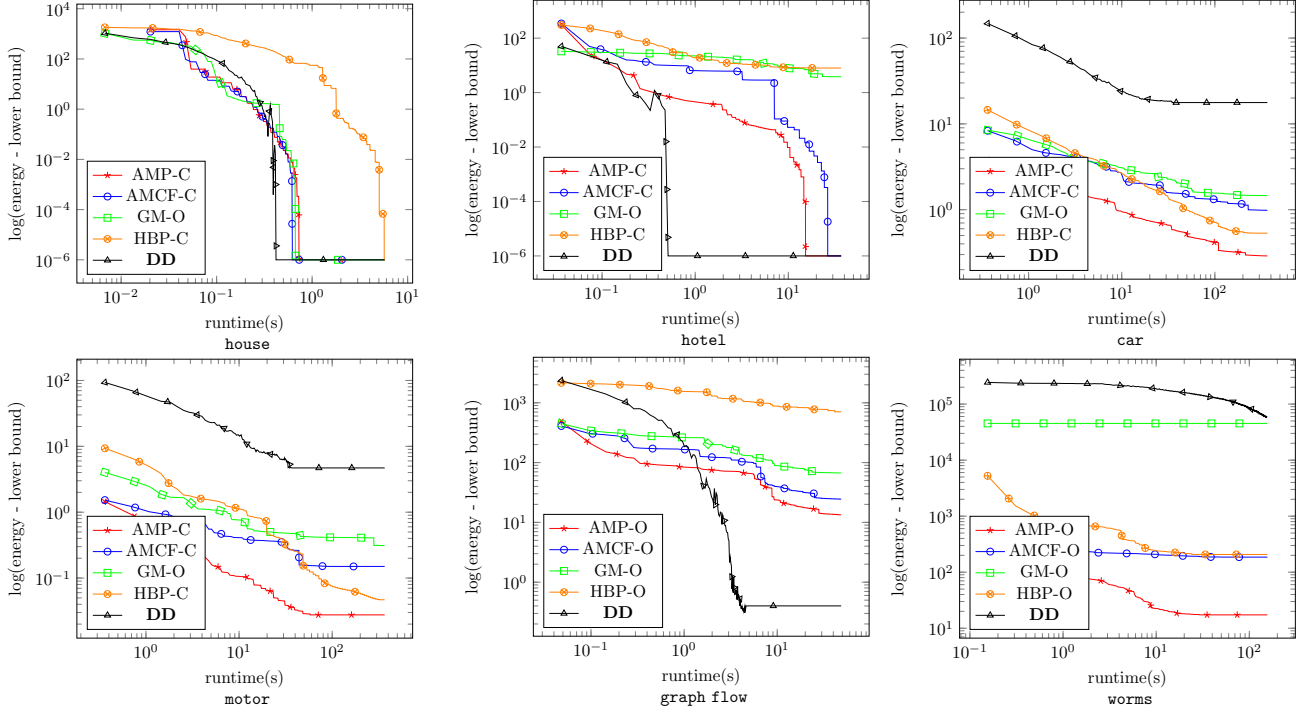 log(energy - lower bound)
10^4
10^2
10^0
10^−2
10^−4
10^−6
AMP-C
AMCF-C
GM-O
HBP-C
DD
10^−2 10^−1 10^0 10^1
runtime(s)
house
log(energy - lower bound)
10^2
10^0
10^−2
10^−4
10^−6
AMP-C
AMCF-C
GM-O
HBP-C
DD
10^−1 10^0 10^1
runtime(s)
hotel
log(energy - lower bound)
10^2
10^1
10^0
AMP-C
AMCF-C
GM-O
HBP-C
DD
10^0 10^1 10^2
runtime(s)
car
log(energy - lower bound)
10^2
10^1
10^0
10^−1
AMP-C
AMCF-C
GM-O
HBP-C
DD
10^0 10^1 10^2
runtime(s)
motor
log(energy - lower bound)
10^3
10^2
10^1
10^0
AMP-O
AMCF-O
GM-O
HBP-O
DD
10^−1 10^0 10^1
runtime(s)
graph flow
log(energy - lower bound)
10^5
10^4
10^3
10^2
10^1
AMP-O
AMCF-O
GM-O
HBP-O
DD
10^−1 10^0 10^1 10^2
runtime(s)
worms